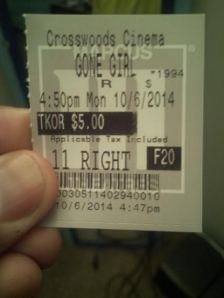 Crosswoods Cinema
GONE GIRL *1994
R $
4:50pm Mon 10/6/2014
TKOR $5.00
Applicable Tax Included
11 RIGHT F20
00030511402940010
10/6/2014 4:47pm